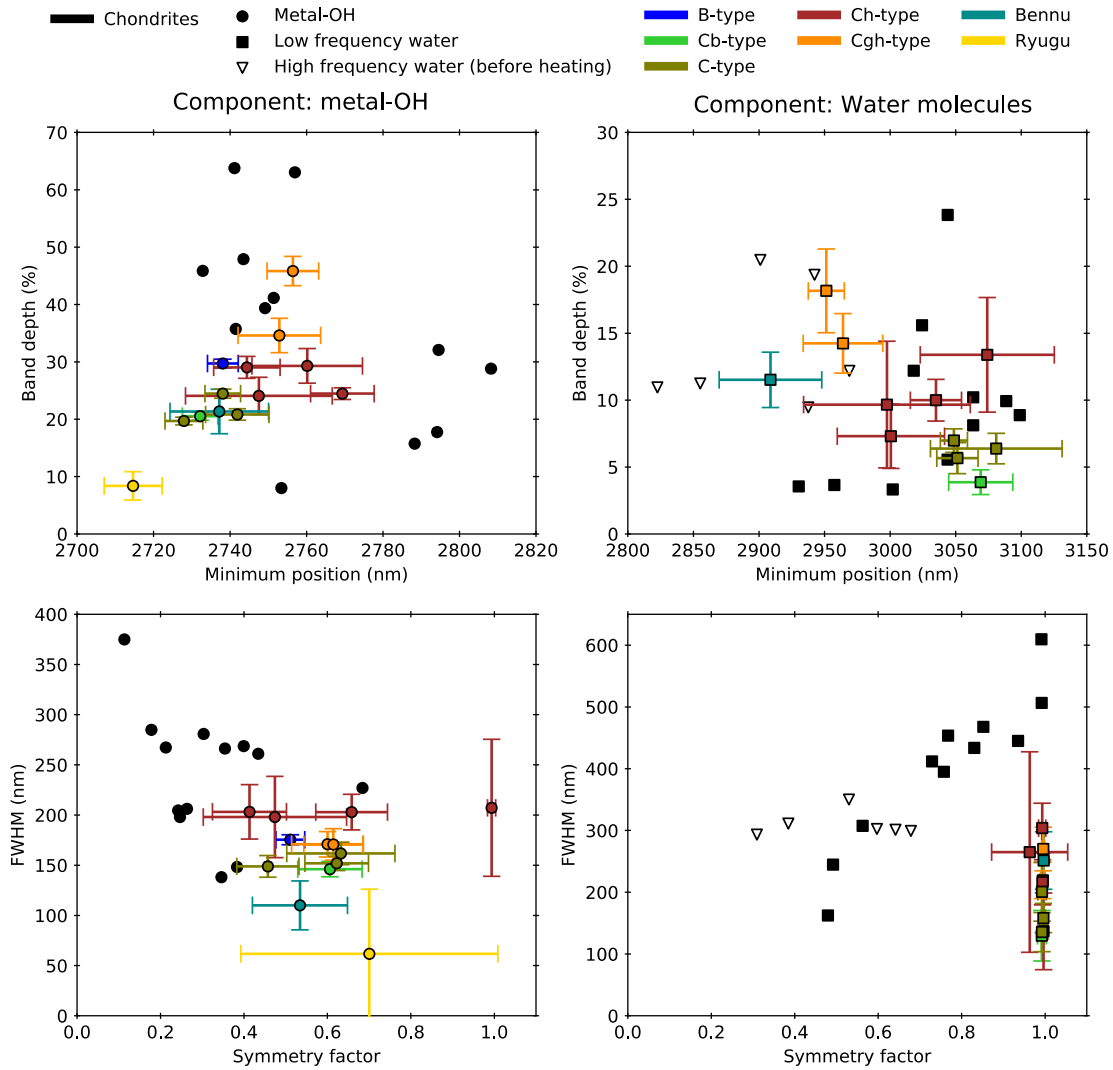 Chondrites
Metal-OH
Low frequency water
High frequency water (before heating)
B-type
Cb-type
C-type
Ch-type
Cgh-type
Bennu
Ryugu
Component: metal-OH
70
60
50
40
30
20
10
0
Band depth (%)
2700 2720 2740 2760 2780 2800 2820
Minimum position (nm)
Component: Water molecules
30
25
20
15
10
5
0
Band depth (%)
2800 2850 2900 2950 3000 3050 3100 3150
Minimum position (nm)
400
350
300
250
200
150
100
50
0
FWHM (nm)
0.0 0.2 0.4 0.6 0.8 1.0
Symmetry factor
600
500
400
300
200
100
0
FWHM (nm)
0.0 0.2 0.4 0.6 0.8 1.0
Symmetry factor